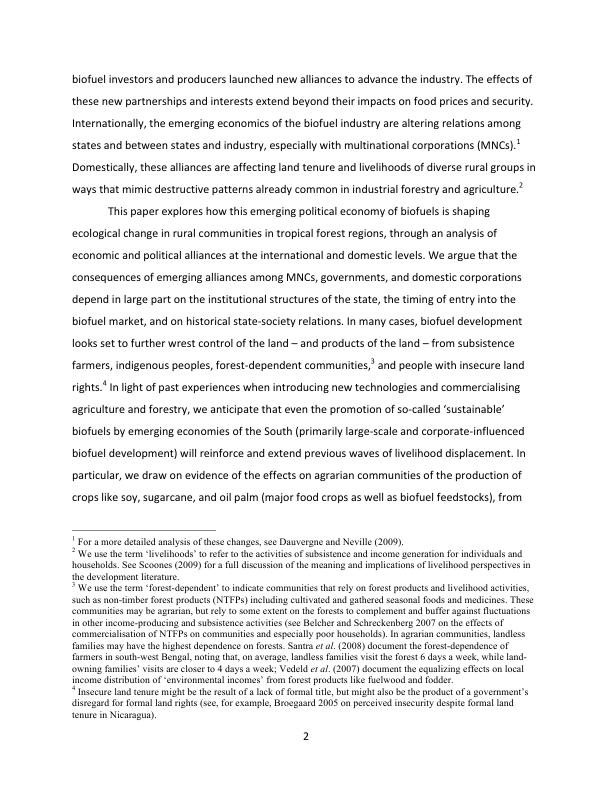 biofuel investors and producers launched new alliances to advance the industry. The effects of
these new partnerships and interests extend beyond their impacts on food prices and security.
Internationally, the emerging economics of the biofuel industry are altering relations among
states and between states and industry, especially with multinational corporations (MNCs).1
Domestically, these alliances are affecting land tenure and livelihoods of diverse rural groups in
ways that mimic destructive patterns already common in industrial forestry and agriculture.2
This paper explores how this emerging political economy of biofuels is shaping
ecological change in rural communities in tropical forest regions, through an analysis of
economic and political alliances at the international and domestic levels. We argue that the
consequences of emerging alliances among MNCs, governments, and domestic corporations
depend in large part on the institutional structures of the state, the timing of entry into the
biofuel market, and on historical state-society relations. In many cases, biofuel development
looks set to further wrest control of the land – and products of the land – from subsistence
farmers, indigenous peoples, forest-dependent communities,3 and people with insecure land
rights.4 In light of past experiences when introducing new technologies and commercialising
agriculture and forestry, we anticipate that even the promotion of so-called ‘sustainable’
biofuels by emerging economies of the South (primarily large-scale and corporate-influenced
biofuel development) will reinforce and extend previous waves of livelihood displacement. In
particular, we draw on evidence of the effects on agrarian communities of the production of
crops like soy, sugarcane, and oil palm (major food crops as well as biofuel feedstocks), from
1 For a more detailed analysis of these changes, see Dauvergne and Neville (2009).
2 We use the term ‘livelihoods’ to refer to the activities of subsistence and income generation for individuals and
households. See Scoones (2009) for a full discussion of the meaning and implications of livelihood perspectives in
the development literature.
3 We use the term ‘forest-dependent’ to indicate communities that rely on forest products and livelihood activities,
such as non-timber forest products (NTFPs) including cultivated and gathered seasonal foods and medicines. These
communities may be agrarian, but rely to some extent on the forests to complement and buffer against fluctuations
in other income-producing and subsistence activities (see Belcher and Schreckenberg 2007 on the effects of
commercialisation of NTFPs on communities and especially poor households). In agrarian communities, landless
families may have the highest dependence on forests. Santra et al. (2008) document the forest-dependence of
farmers in south-west Bengal, noting that, on average, landless families visit the forest 6 days a week, while land-
owning families’ visits are closer to 4 days a week; Vedeld et al. (2007) document the equalizing effects on local
income distribution of ‘environmental incomes’ from forest products like fuelwood and fodder.
4 Insecure land tenure might be the result of a lack of formal title, but might also be the product of a government’s
disregard for formal land rights (see, for example, Broegaard 2005 on perceived insecurity despite formal land
tenure in Nicaragua).
2